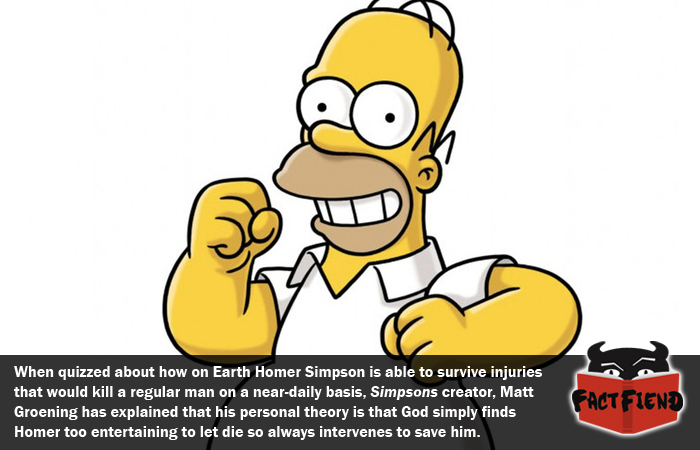 When quizzed about how on Earth Homer Simpson is able to survive injuries
that would kill a regular man on a near-daily basis, Simpsons creator, Matt
Groening has explained that his personal theory is that God simply finds
Homer too entertaining to let die so always intervenes to save him.
FACT FIEND